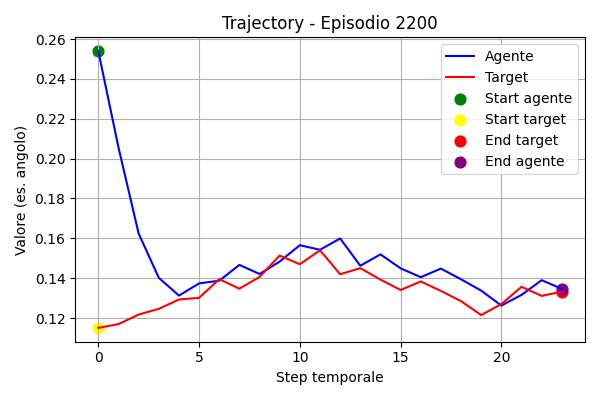 Trajectory - Episodio 2200
Valore (es. angolo)
0.26
0.24
0.22
0.20
0.18
0.16
0.14
0.12
Agente
Target
Start agente
Start target
End target
End agente
0 5 10 15 20
Step temporale